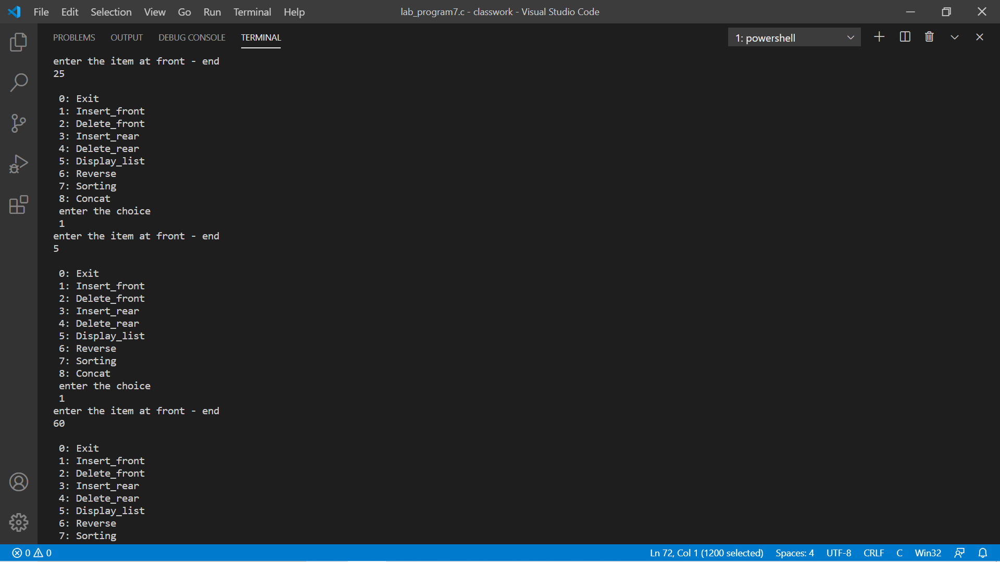 File Edit Selection View Go Run Terminal Help lab_program7.c - classwork - Visual Studio Code
PROBLEMS OUTPUT DEBUG CONSOLE TERMINAL 1: powershell
enter the item at front - end
25
0: Exit
1: Insert_front
2: Delete_front
3: Insert_rear
4: Delete_rear
5: Display_list
6: Reverse
7: Sorting
8: Concat
enter the choice
1
enter the item at front - end
5
0: Exit
1: Insert_front
2: Delete_front
3: Insert_rear
4: Delete_rear
5: Display_list
6: Reverse
7: Sorting
8: Concat
enter the choice
1
enter the item at front - end
60
0: Exit
1: Insert_front
2: Delete_front
3: Insert_rear
4: Delete_rear
5: Display_list
6: Reverse
7: Sorting
0 0 Ln 72, Col 1 (1200 selected) Spaces: 4 UTF-8 CRLF C Win32